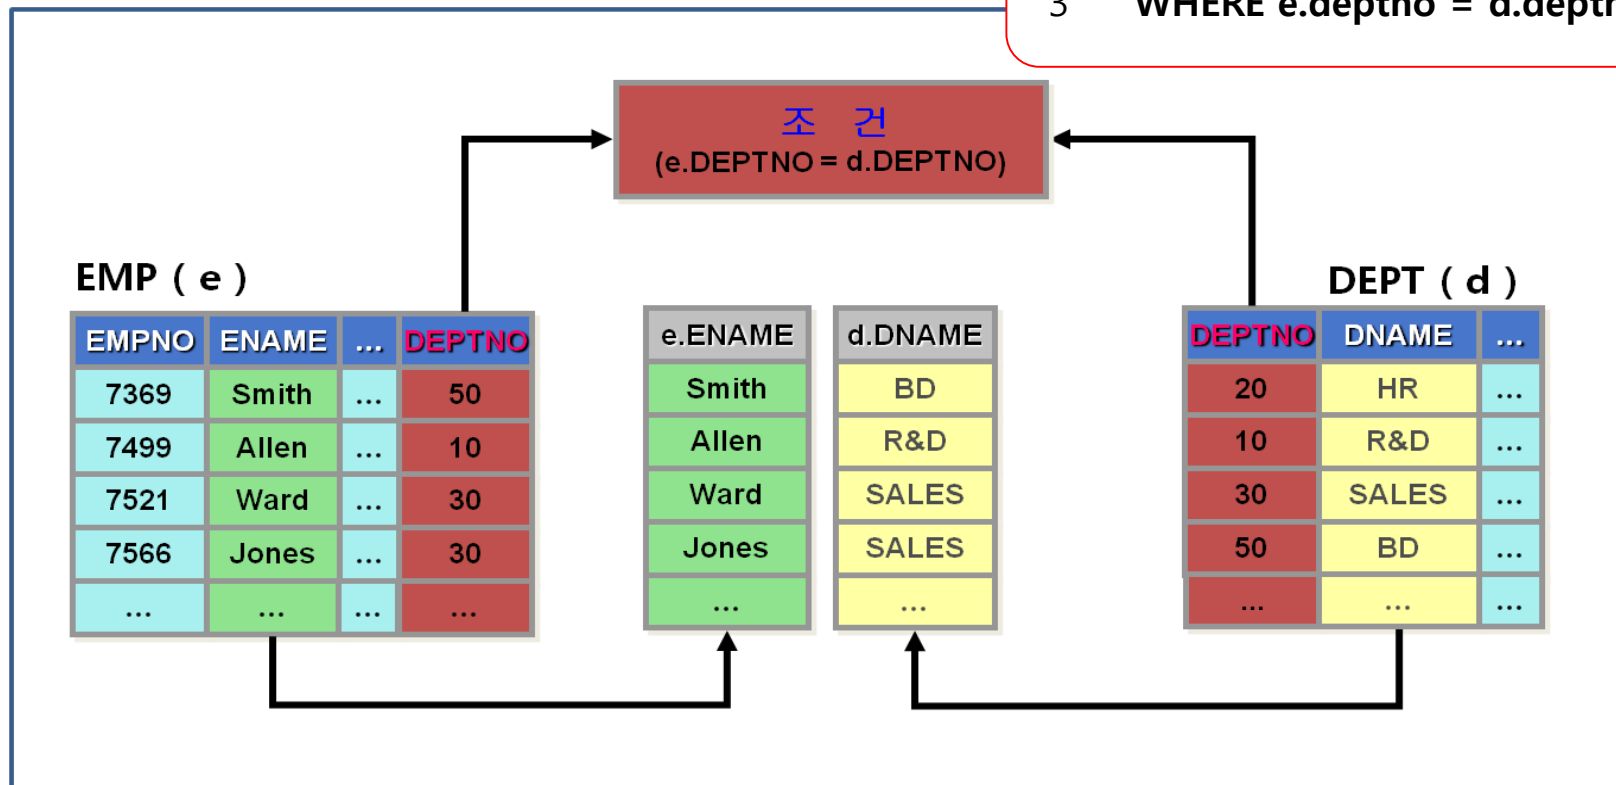 3 WHERE e.deptno = d.deptn
조 건
(e.DEPTNO = d.DEPTNO)
EMP ( e )
DEPT ( d )
EMPNO ENAME ... DEPTNO
7369 Smith ... 50
7499 Allen ... 10
7521 Ward ... 30
7566 Jones ... 30
... ... ... ...
e.ENAME d.DNAME
Smith BD
Allen R&D
Ward SALES
Jones SALES
... ...
DEPTNO DNAME ...
20 HR ...
10 R&D ...
30 SALES ...
50 BD ...
... ... ...